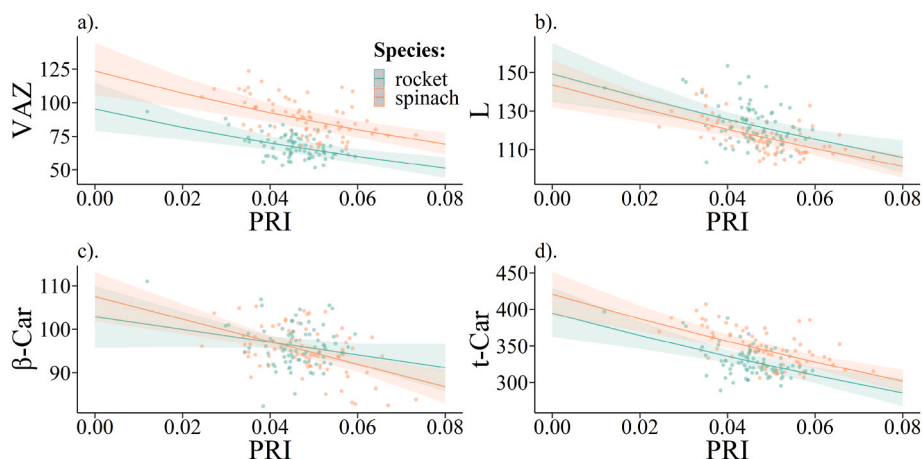 a).
VAZ
125
100
75
50
0.00 0.02 0.04 0.06 0.08
PRI
Species:
rocket
spinach
b).
L
150
130
110
0.00 0.02 0.04 0.06 0.08
PRI
c).
β-Car
110
100
90
0.00 0.02 0.04 0.06 0.08
PRI
d).
t-Car
450
400
350
300
0.00 0.02 0.04 0.06 0.08
PRI